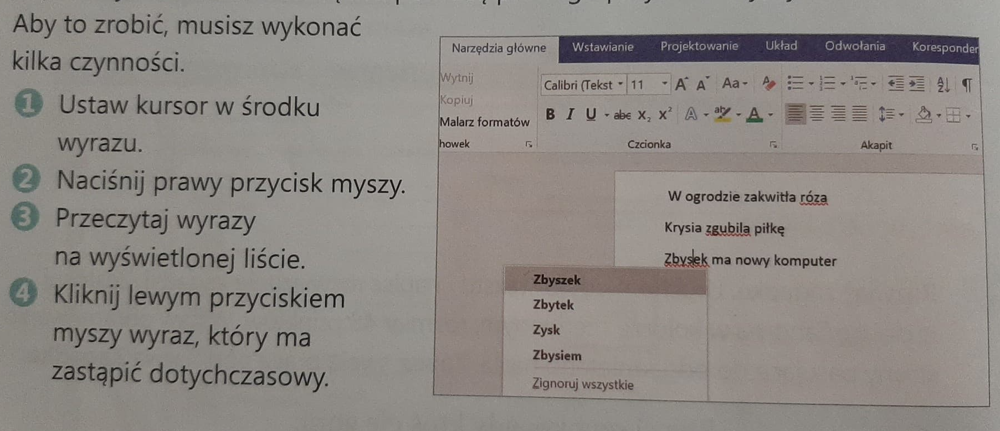 Aby to zrobić, musisz wykonać
kilka czynności.
1 Ustaw kursor w środku
wyrazu.
2 Naciśnij prawy przycisk myszy.
3 Przeczytaj wyrazy
na wyświetlonej liście.
4 Kliknij lewym przyciskiem
myszy wyraz, który ma
zastąpić dotychczasowy.
Narzędzia główne Wstawianie Projektowanie Układ Odwołania Koresponden
Wytnij
Kopiuj
Malarz formatów
howek
Calibri (Tekst 11 A A Aa A
B I U abc X₂ X² A aby A
Czcionka
Akapit
W ogrodzie zakwitła róza
Krysia zgubila piłkę
Zbysek ma nowy komputer
Zbyszek
Zbytek
Zysk
Zbysiem
Zignoruj wszystkie